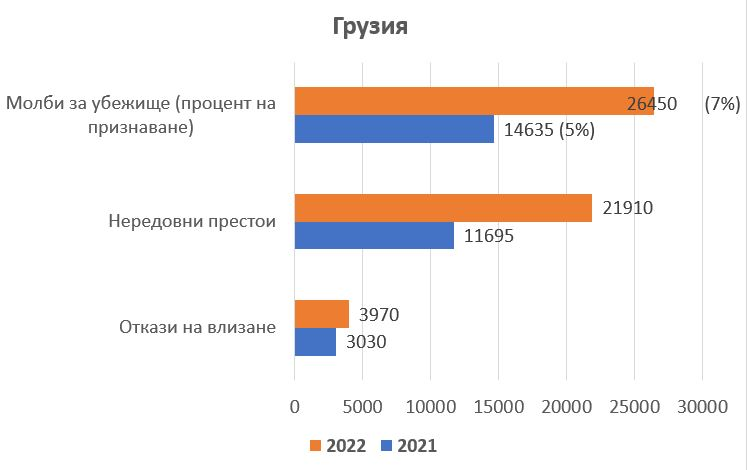 Грузия
Молби за убежище (процент на
признаване)
26450 (7%)
14635 (5%)
Нередовни престои
21910
11695
Откази на влизане
3970
3030
0 5000 10000 15000 20000 25000 30000
2022 2021